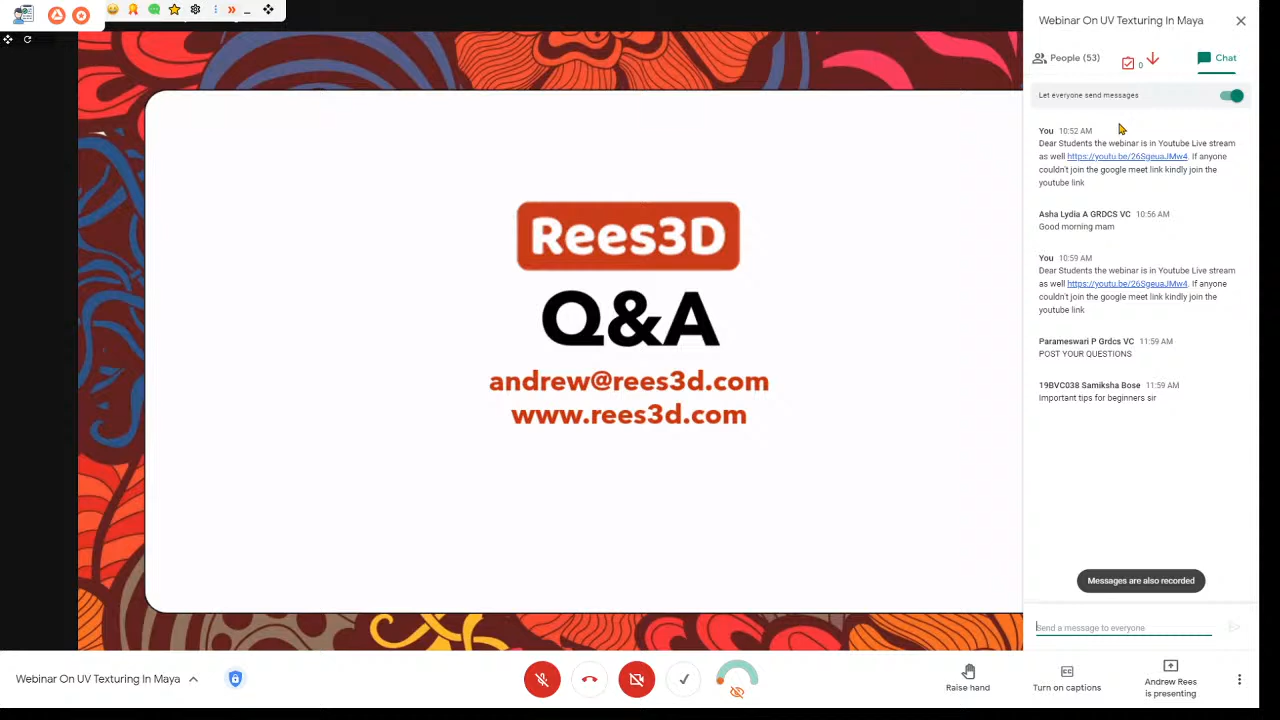 Webinar On UV Texturing In Maya
People (53)
0
Chat
Let everyone send messages
You 10:52 AM
Dear Students the webinar is in Youtube Live stream
as well https://youtu.be/26SgeuaJMw4. If anyone
couldn't join the google meet link kindly join the
youtube link
Asha Lydia A GRDCS VC 10:56 AM
Good morning mam
You 10:59 AM
Dear Students the webinar is in Youtube Live stream
as well https://youtu.be/26SgeuaJMw4. If anyone
couldn't join the google meet link kindly join the
youtube link
Parameswari P Grdcs VC 11:59 AM
POST YOUR QUESTIONS
19BVC038 Samiksha Bose 11:59 AM
Important tips for beginners sir
Rees3D
Q&A
andrew@rees3d.com
www.rees3d.com
Messages are also recorded
Send a message to everyone
Webinar On UV Texturing In Maya
Raise hand
Turn on captions
Andrew Rees
is presenting